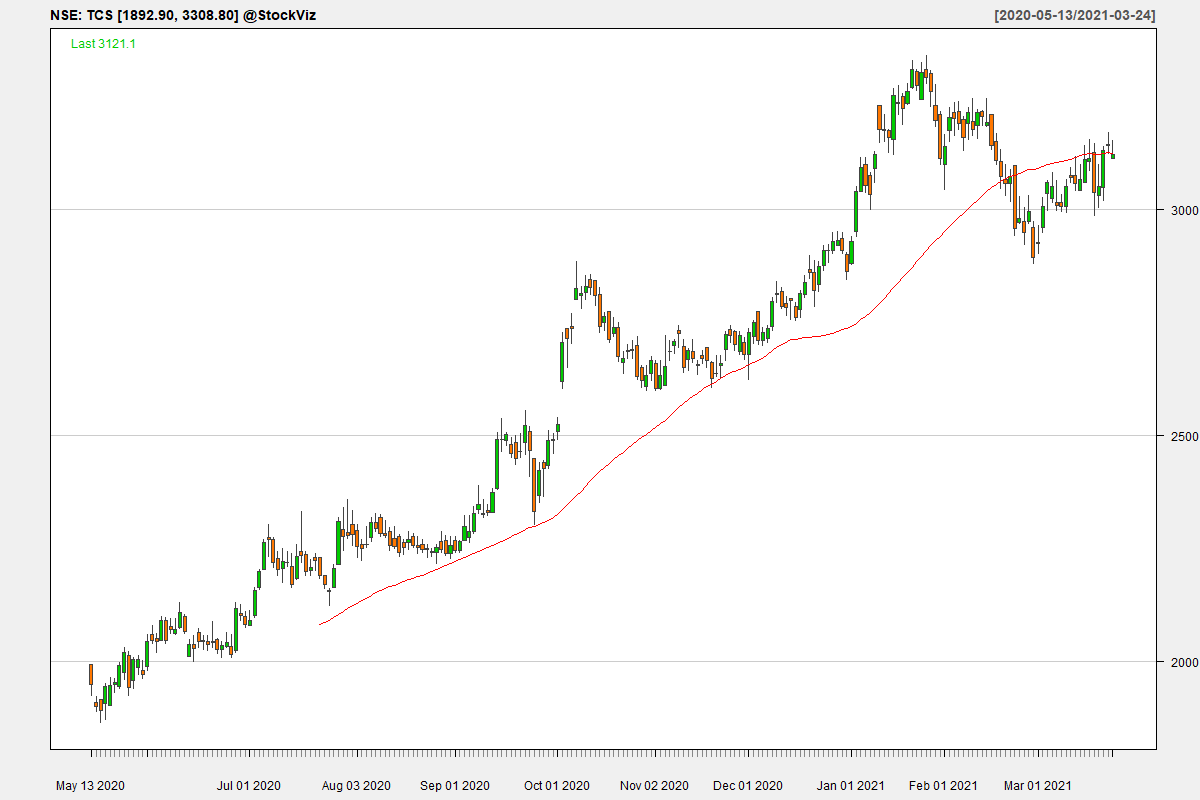 NSE: TCS [1892.90, 3308.80] @StockViz
[2020-05-13/2021-03-24]
Last 3121.1
3000
2500
2000
May 13 2020
Jul 01 2020
Aug 03 2020
Sep 01 2020
Oct 01 2020
Nov 02 2020
Dec 01 2020
Jan 01 2021
Feb 01 2021
Mar 01 2021